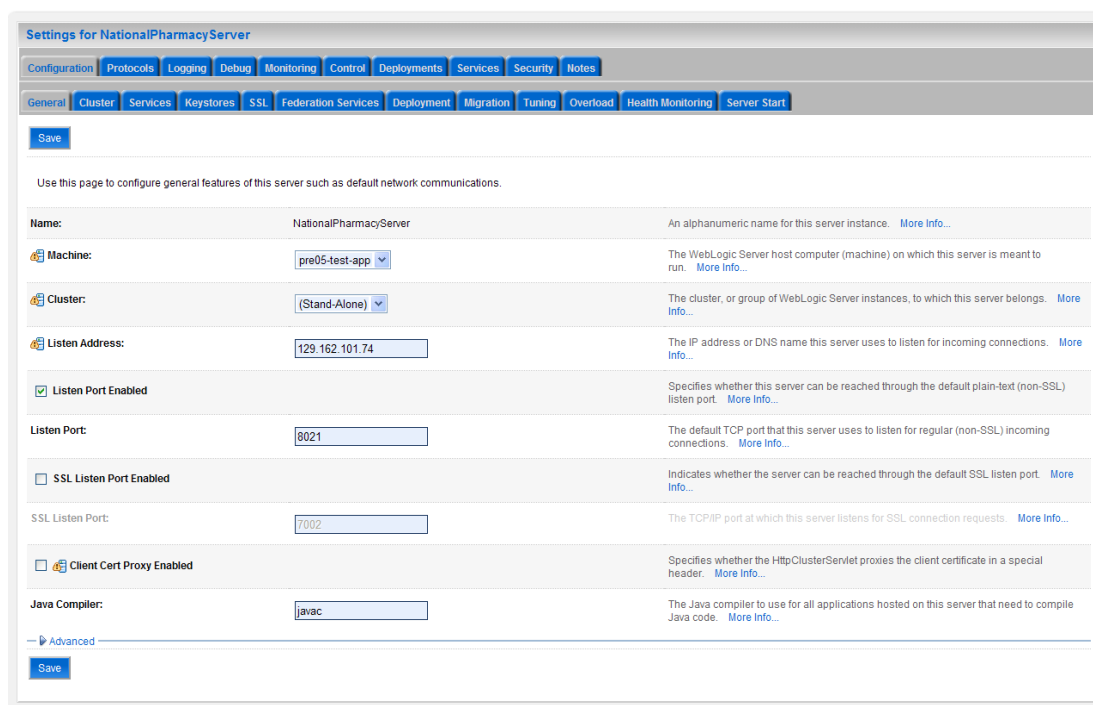 Settings for NationalPharmacyServer
Configuration Protocols Logging Debug Monitoring Control Deployments Services Security Notes
General Cluster Services Keystores SSL Federation Services Deployment Migration Tuning Overload Health Monitoring Server Start
Save
Use this page to configure general features of this server such as default network communications.
Name: NationalPharmacyServer An alphanumeric name for this server instance. More Info...
Machine: pre05-test-app The WebLogic Server host computer (machine) on which this server is meant to
run. More Info...
Cluster: (Stand-Alone) The cluster, or group of WebLogic Server instances, to which this server belongs. More
Info...
Listen Address: 129.162.101.74 The IP address or DNS name this server uses to listen for incoming connections. More
Info...
Listen Port Enabled Specifies whether this server can be reached through the default plain-text (non-SSL)
listen port. More Info...
Listen Port: 8021 The default TCP port that this server uses to listen for regular (non-SSL) incoming
connections. More Info...
SSL Listen Port Enabled Indicates whether the server can be reached through the default SSL listen port. More
Info...
SSL Listen Port: 7002 The TCP/IP port at which this server listens for SSL connection requests. More Info...
Client Cert Proxy Enabled Specifies whether the HttpClusterServlet proxies the client certificate in a special
header. More Info...
Java Compiler: javac The Java compiler to use for all applications hosted on this server that need to compile
Java code. More Info...
Advanced
Save